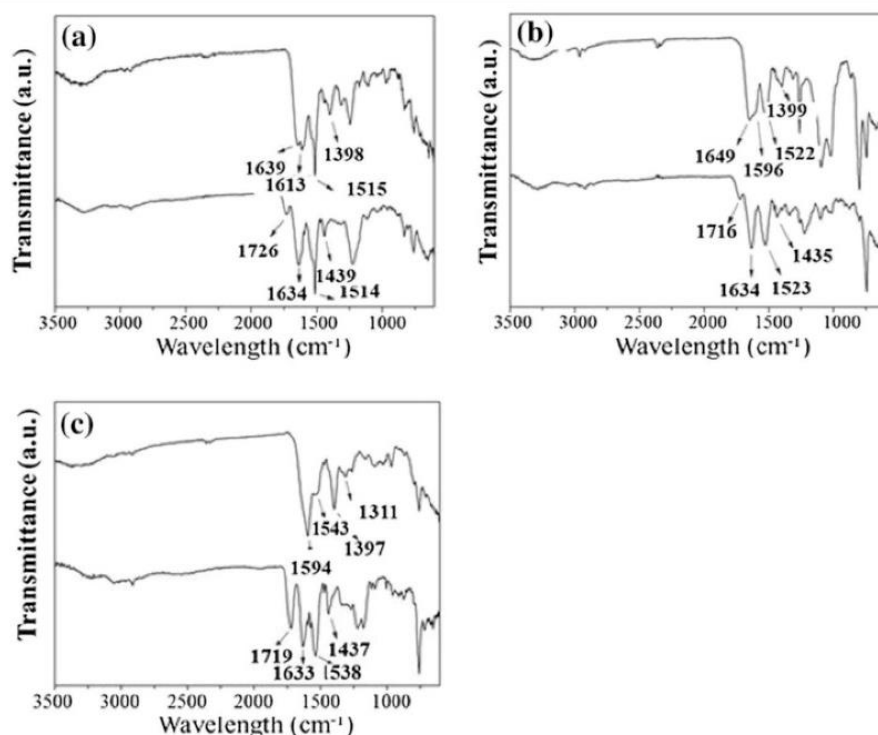 (a)
Transmittance (a.u.)
1639
1613
1398
1515
1726
1634
1439
1514
3500 3000 2500 2000 1500 1000
Wavelength (cm⁻¹)
(b)
Transmittance (a.u.)
1649
1596
1399
1522
1716
1634
1435
1523
3500 3000 2500 2000 1500 1000
Wavelength (cm⁻¹)
(c)
Transmittance (a.u.)
1311
1543
1397
1594
1719
1633
1437
1538
3500 3000 2500 2000 1500 1000
Wavelength (cm⁻¹)